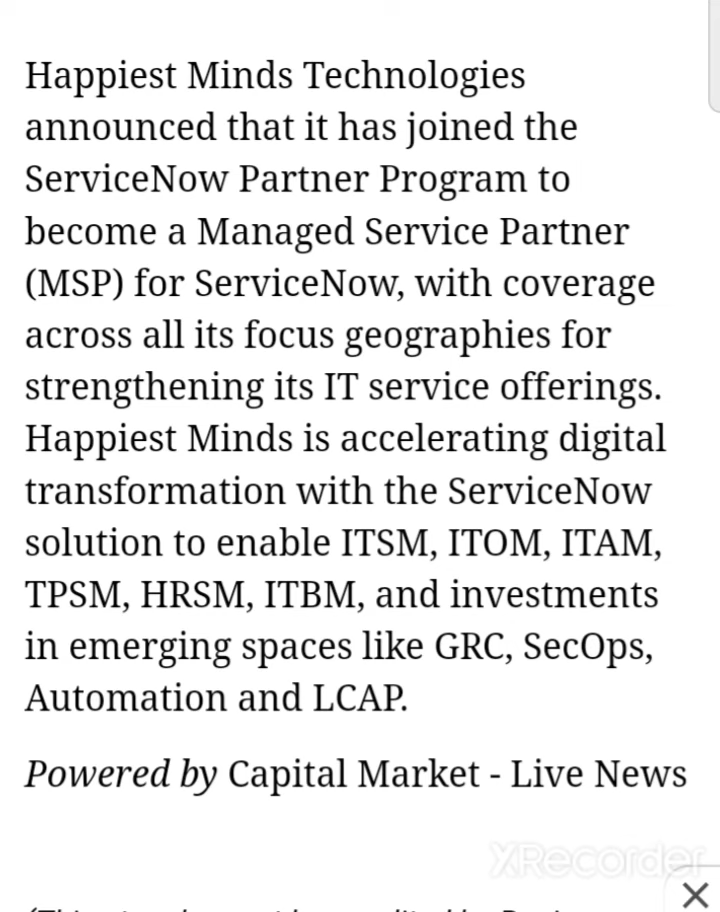 Happiest Minds Technologies
announced that it has joined the
ServiceNow Partner Program to
become a Managed Service Partner
(MSP) for ServiceNow, with coverage
across all its focus geographies for
strengthening its IT service offerings.
Happiest Minds is accelerating digital
transformation with the ServiceNow
solution to enable ITSM, ITOM, ITAM,
TPSM, HRSM, ITBM, and investments
in emerging spaces like GRC, SecOps,
Automation and LCAP.
Powered by Capital Market - Live News
XRecorder